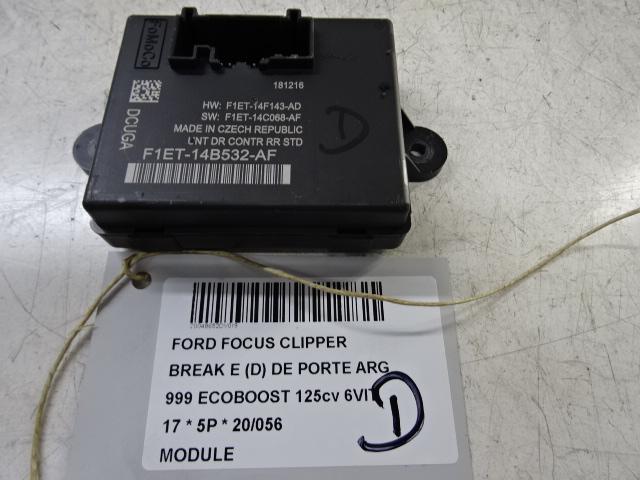 FoMoCo
181216
HW: F1ET-14F143-AD
SW: F1ET-14C068-AF
DCUGA
MADE IN CZECH REPUBLIC
L'NT DR CONTR RR STD
F1ET-14B532-AF
D
FORD FOCUS CLIPPER
BREAK E (D) DE PORTE ARG
999 ECOBOOST 125cv 6VIT
17 * 5P * 20/056
MODULE
D